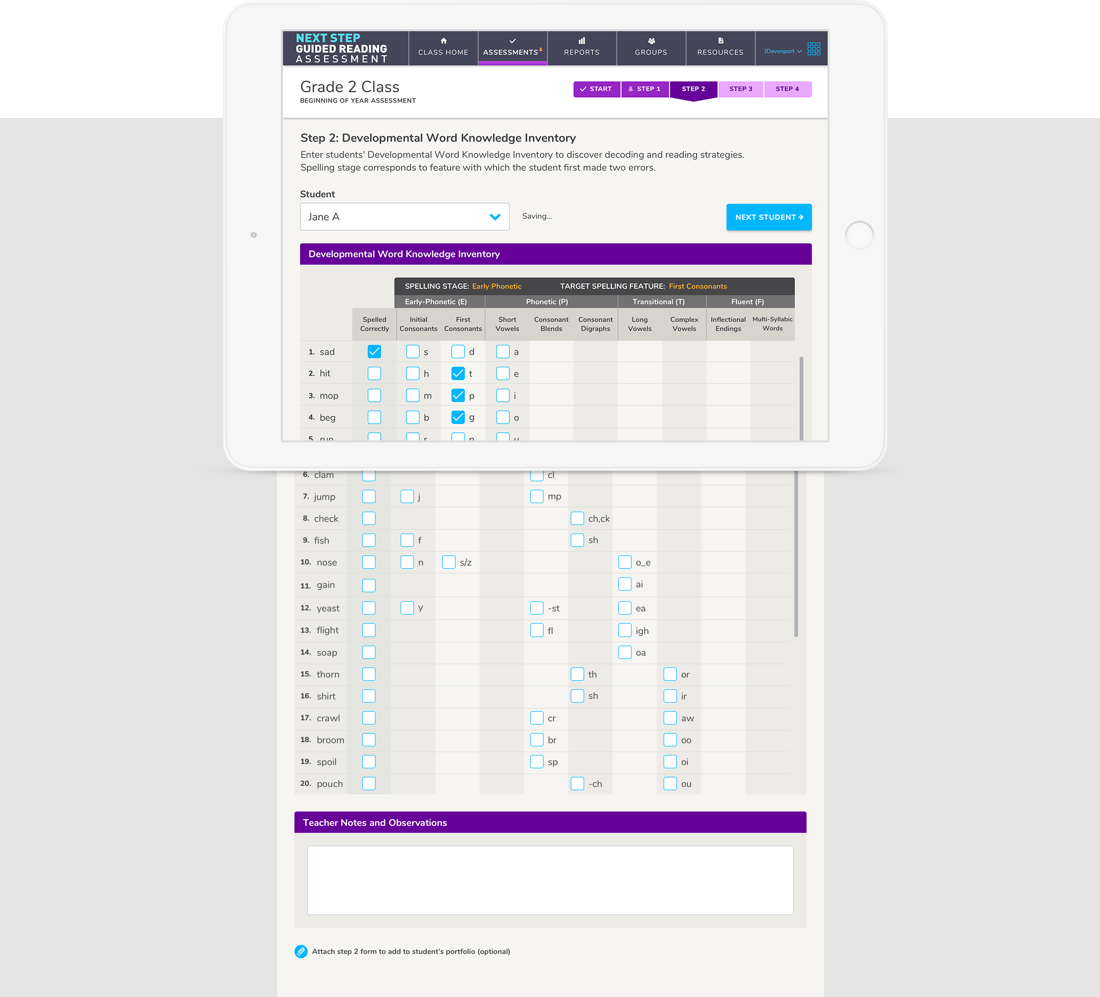 NEXT STEP
GUIDED READING
ASSESSMENT
CLASS HOME
ASSESSMENTS
REPORTS
GROUPS
RESOURCES
JDavenport
Grade 2 Class
BEGINNING OF YEAR ASSESSMENT
START
STEP 1
STEP 2
STEP 3
STEP 4
Step 2: Developmental Word Knowledge Inventory
Enter students' Developmental Word Knowledge Inventory to discover decoding and reading strategies.
Spelling stage corresponds to feature with which the student first made two errors.
Student
Jane A
Saving...
NEXT STUDENT
Developmental Word Knowledge Inventory
SPELLING STAGE: Early Phonetic TARGET SPELLING FEATURE: First Consonants
Early-Phonetic (E) Phonetic (P) Transitional (T) Fluent (F)
Spelled Initial First Short Consonant Consonant Long Complex Inflectional Multi-Syllabic
Correctly Consonants Consonants Vowels Blends Digraphs Vowels Vowels Endings Words
1. sad s d a
2. hit h t e
3. mop m p i
4. beg b g o
5. run r n u
6. clam cl
7. jump j mp
8. check ch,ck
9. fish f sh
10. nose n s/z o_e
11. gain ai
12. yeast y -st ea
13. flight fl igh
14. soap oa
15. thorn th or
16. shirt sh ir
17. crawl cr aw
18. broom br oo
19. spoil sp oi
20. pouch -ch ou
Teacher Notes and Observations
Attach step 2 form to add to student's portfolio (optional)